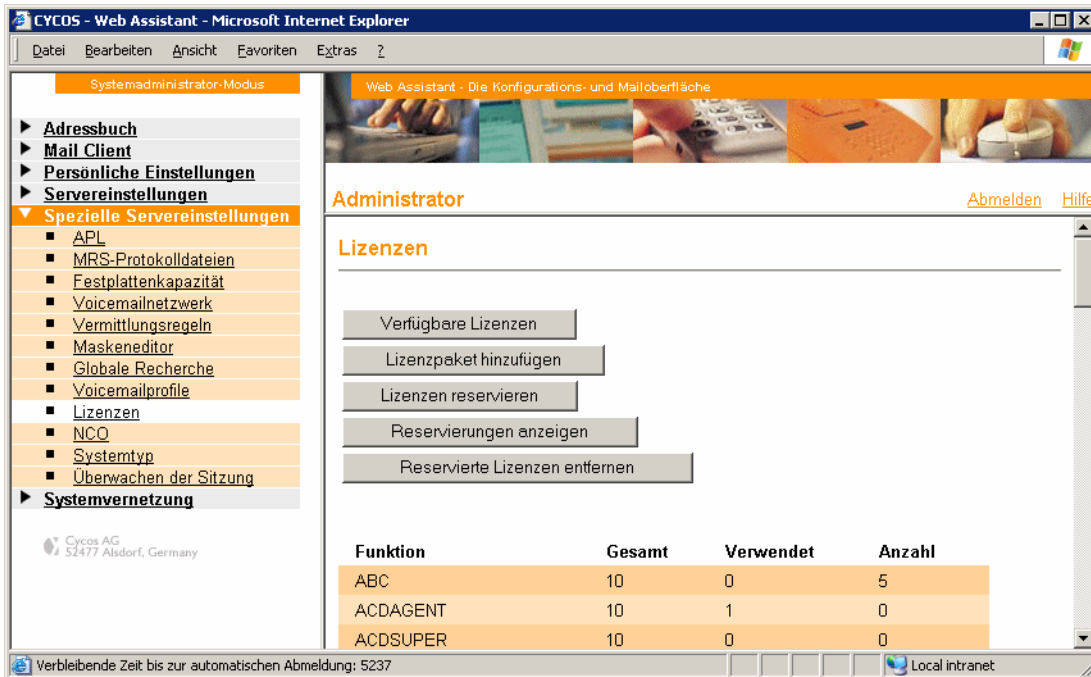 CYCOS - Web Assistant - Microsoft Internet Explorer
Datei Bearbeiten Ansicht Favoriten Extras ?
Systemadministrator-Modus
Adressbuch
Mail Client
Persönliche Einstellungen
Servereinstellungen
Spezielle Servereinstellungen
APL
MRS-Protokolldateien
Festplattenkapazität
Voicemailnetzwerk
Vermittlungsregeln
Maskeneditor
Globale Recherche
Voicemailprofile
Lizenzen
NCO
Systemtyp
Überwachen der Sitzung
Systemvernetzung
Cycos AG
52477 Alsdorf, Germany
Web Assistant - Die Konfigurations- und Mailoberfläche
Administrator Abmelden Hilfe
Lizenzen
Verfügbare Lizenzen
Lizenzpaket hinzufügen
Lizenzen reservieren
Reservierungen anzeigen
Reservierte Lizenzen entfernen
Funktion Gesamt Verwendet Anzahl
ABC 10 0 5
ACDAGENT 10 1 0
ACDSUPER 10 0 0
Verbleibende Zeit bis zur automatischen Abmeldung: 5237 Local intranet